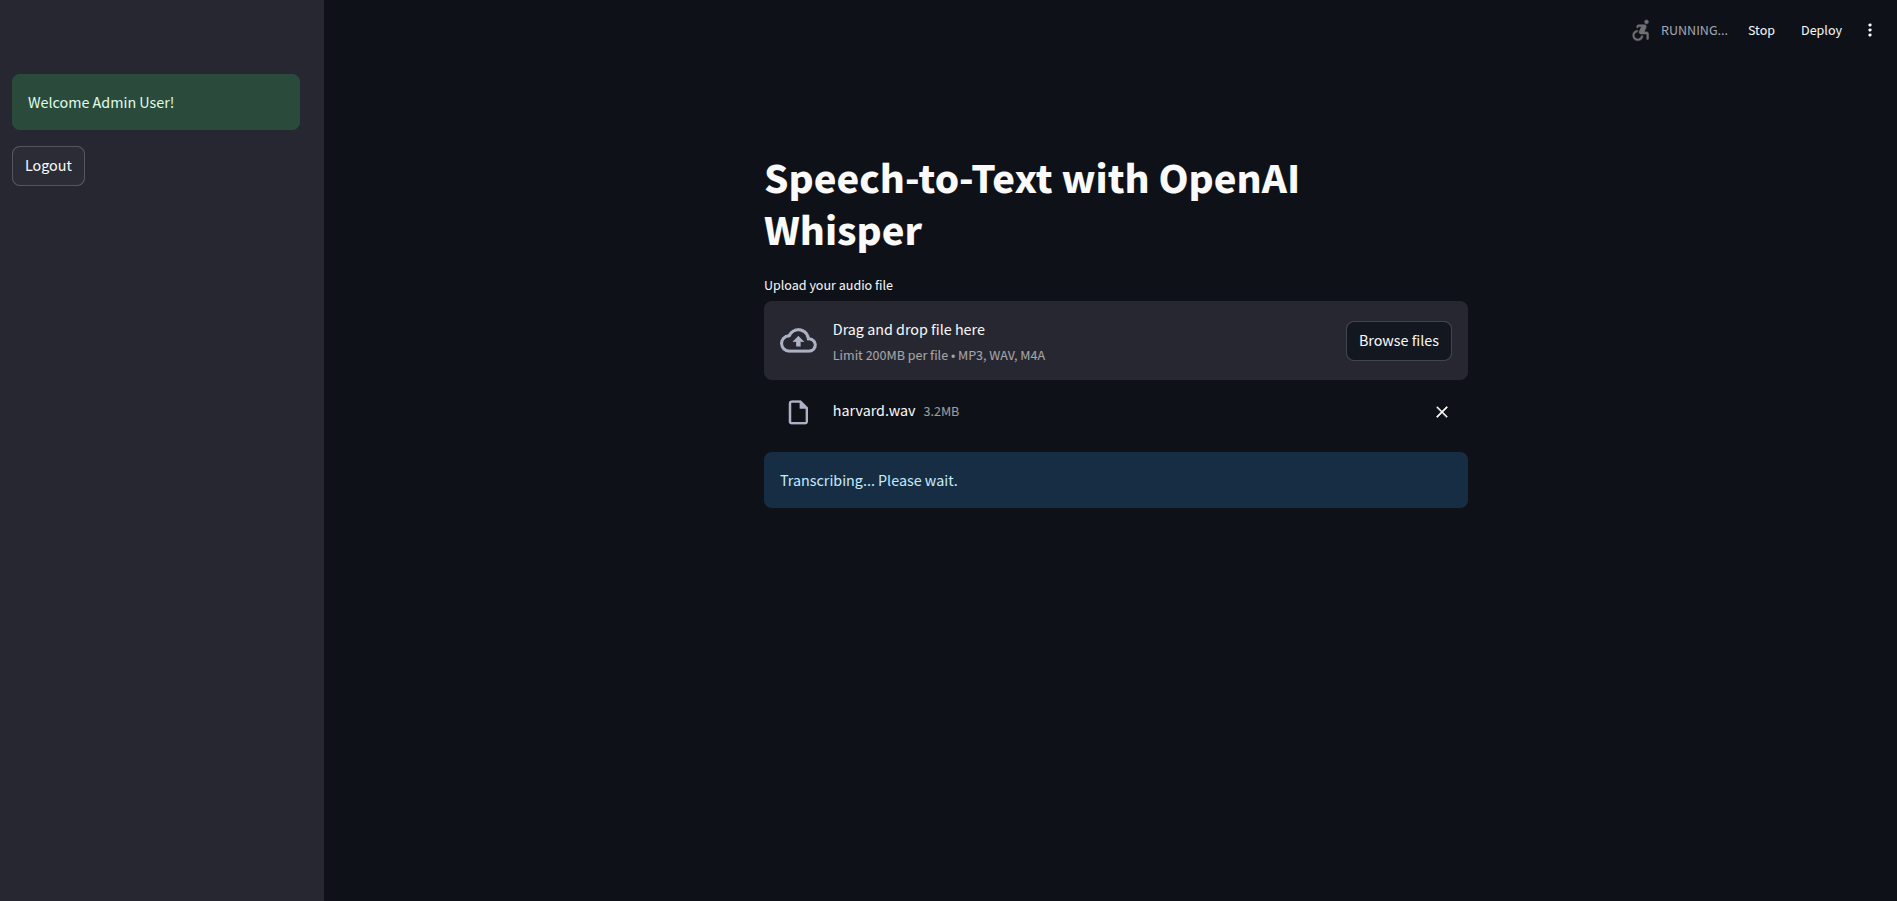 Welcome Admin User!
Logout
RUNNING...
Stop
Deploy
Speech-to-Text with OpenAI
Whisper
Upload your audio file
Drag and drop file here
Limit 200MB per file • MP3, WAV, M4A
Browse files
harvard.wav 3.2MB
Transcribing... Please wait.